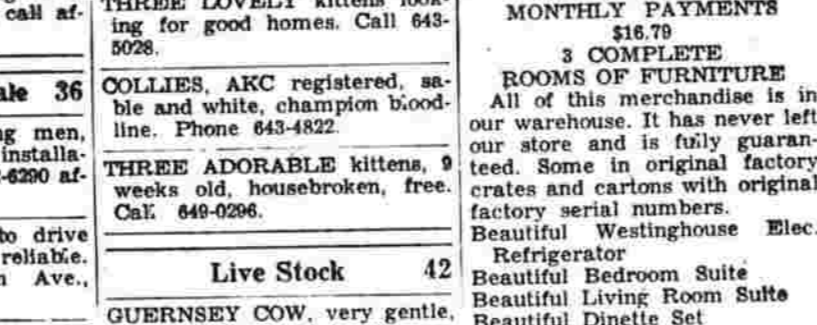 call af-
ale 36
ng men,
installa-
-6290 af-
to drive
reliable.
n Ave.,
THREE LOVELY kittens look-
ing for good homes. Call 643-
5028.
COLLIES, AKC registered, sa-
ble and white, champion blood-
line. Phone 643-4822.
THREE ADORABLE kittens, 9
weeks old, housebroken, free.
Call 649-0296.
Live Stock 42
GUERNSEY COW, very gentle,
MONTHLY PAYMENTS
$16.79
3 COMPLETE
ROOMS OF FURNITURE
All of this merchandise is in
our warehouse. It has never left
our store and is fully guaran-
teed. Some in original factory
crates and cartons with original
factory serial numbers.
Beautiful Westinghouse Elec.
Refrigerator
Beautiful Bedroom Suite
Beautiful Living Room Suite
Beautiful Dinette Set